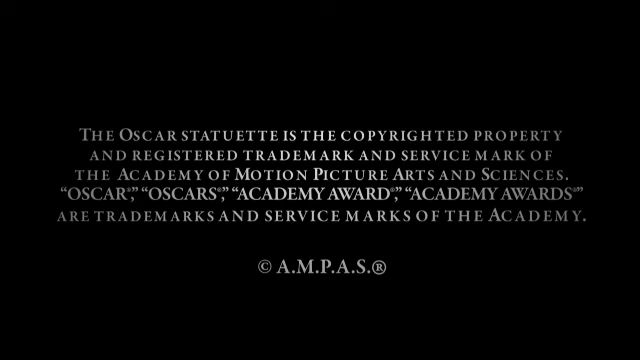 The Oscar statuette is the copyrighted property
and registered trademark and service mark of
the Academy of Motion Picture Arts and Sciences.
“OSCAR®,” “OSCARS®,” “ACADEMY AWARD®,” “ACADEMY AWARDS®”
are trademarks and service marks of the Academy.
© A.M.P.A.S.®